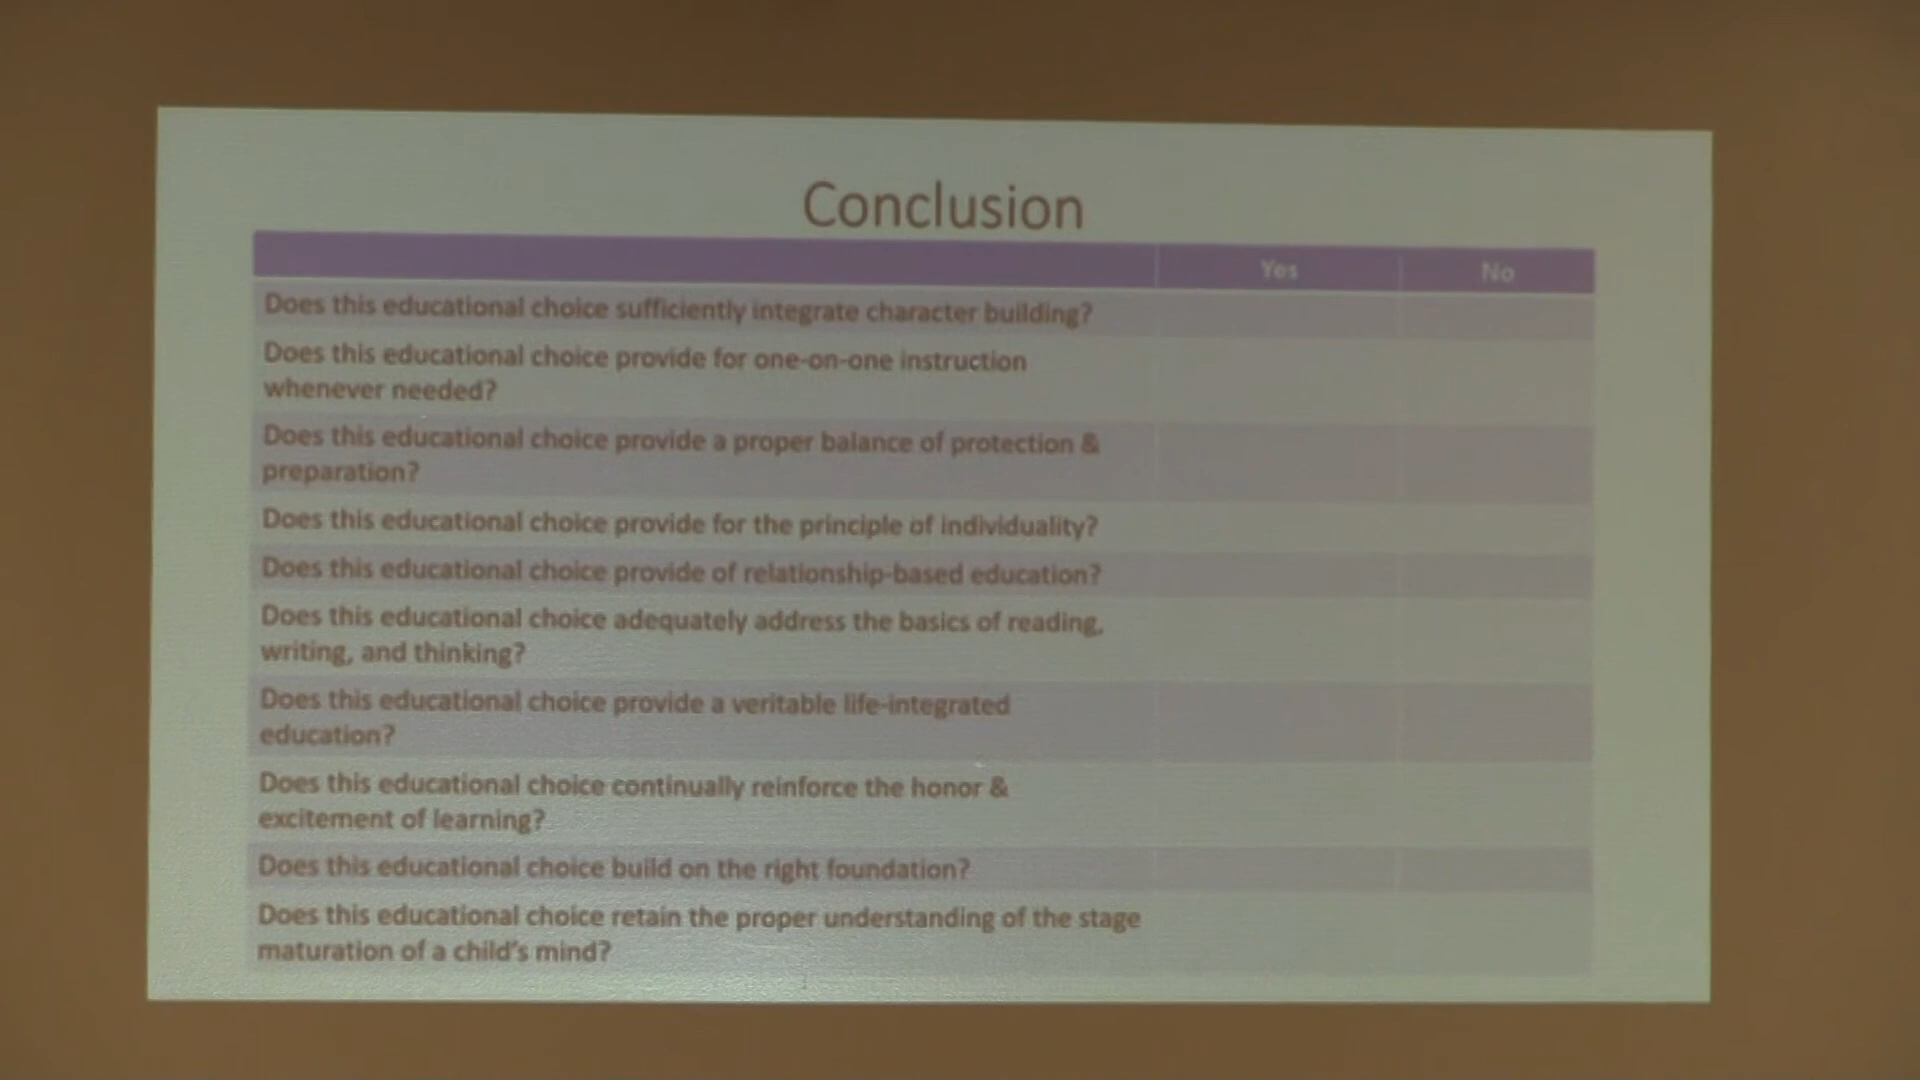 Conclusion
Yes No
Does this educational choice sufficiently integrate character building?
Does this educational choice provide for one-on-one instruction
whenever needed?
Does this educational choice provide a proper balance of protection &
preparation?
Does this educational choice provide for the principle of individuality?
Does this educational choice provide of relationship-based education?
Does this educational choice adequately address the basics of reading,
writing, and thinking?
Does this educational choice provide a veritable life-integrated
education?
Does this educational choice continually reinforce the honor &
excitement of learning?
Does this educational choice build on the right foundation?
Does this educational choice retain the proper understanding of the stage
maturation of a child's mind?